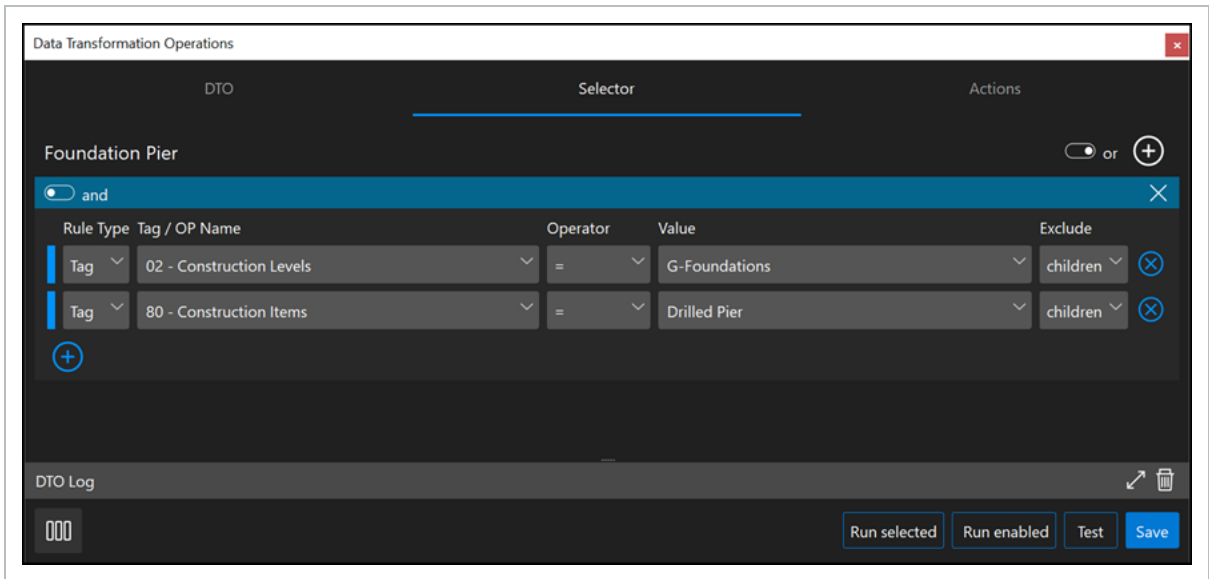 Data Transformation Operations
DTO Selector Actions
Foundation Pier or
and
Rule Type Tag / OP Name Operator Value Exclude
Tag 02 - Construction Levels = G-Foundations children
Tag 80 - Construction Items = Drilled Pier children
DTO Log
Run selected Run enabled Test Save